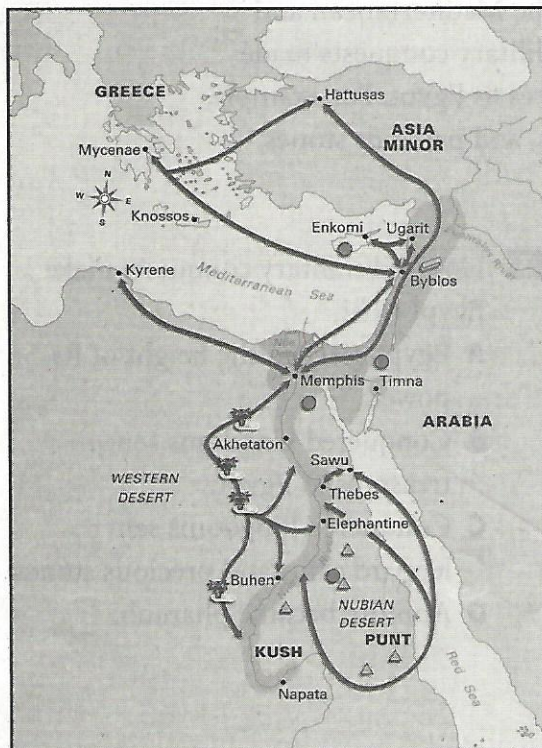 GREECE
Hattusas
ASIA
MINOR
Mycenae
N
W E
S
Knossos
Enkomi
Ugarit
Byblos
Kyrene
Mediterranean Sea
Memphis
Timna
ARABIA
Akhetaton
WESTERN
DESERT
Sawu
Thebes
Elephantine
Buhen
NUBIAN
DESERT
PUNT
KUSH
Napata
Red Sea